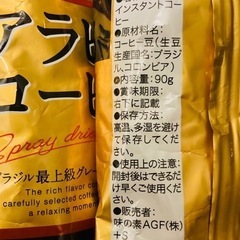 アラビ
コーヒ
Spray drie
ラジル最上級グレー
The rich flavor co
carefully selected coffee
a relaxing momen
インスタントコー
ヒー
●原材料名:
コーヒー豆(生豆
生産国名:ブラジ
ル、コロンビア)
●内容量:90g
●賞味期限:
右下に記載
●保存方法:
高温、多湿を避け
て保存ください。
●使用上の注意:
開封後はできるだけ
早くご使用くださ
い。
●販売者:
味の素AGF(株)